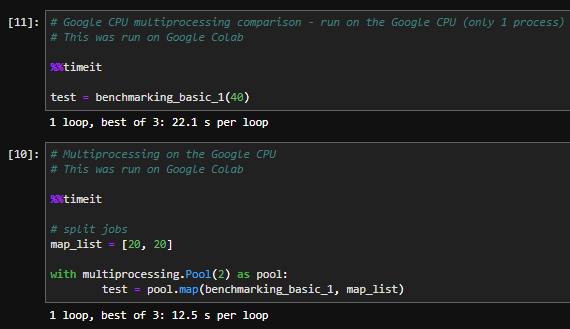 [11]: # Google CPU multiprocessing comparison - run on the Google CPU (only 1 process)
# This was run on Google Colab
%%timeit
test = benchmarking_basic_1(40)
1 loop, best of 3: 22.1 s per loop
[10]: # Multiprocessing on the Google CPU
# This was run on Google Colab
%%timeit
# split jobs
map_list = [20, 20]
with multiprocessing.Pool(2) as pool:
        test = pool.map(benchmarking_basic_1, map_list)
1 loop, best of 3: 12.5 s per loop